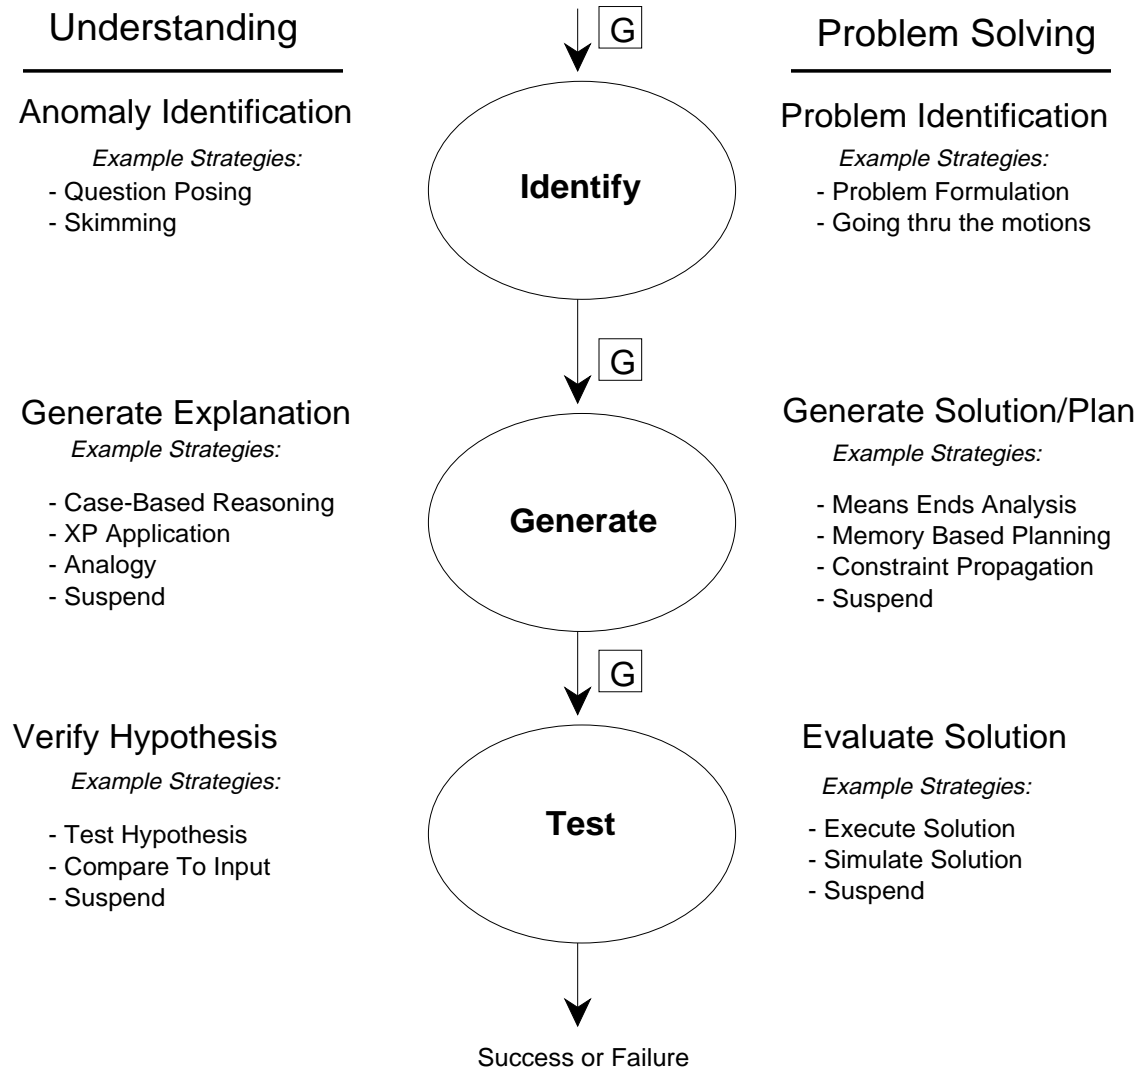 Understanding
G
Problem Solving
Anomaly Identification
Example Strategies:
- Question Posing
- Skimming
Identify
Problem Identification
Example Strategies:
- Problem Formulation
- Going thru the motions
G
Generate Explanation
Example Strategies:
- Case-Based Reasoning
- XP Application
- Analogy
- Suspend
Generate
Generate Solution/Plan
Example Strategies:
- Means Ends Analysis
- Memory Based Planning
- Constraint Propagation
- Suspend
G
Verify Hypothesis
Example Strategies:
- Test Hypothesis
- Compare To Input
- Suspend
Test
Evaluate Solution
Example Strategies:
- Execute Solution
- Simulate Solution
- Suspend
Success or Failure